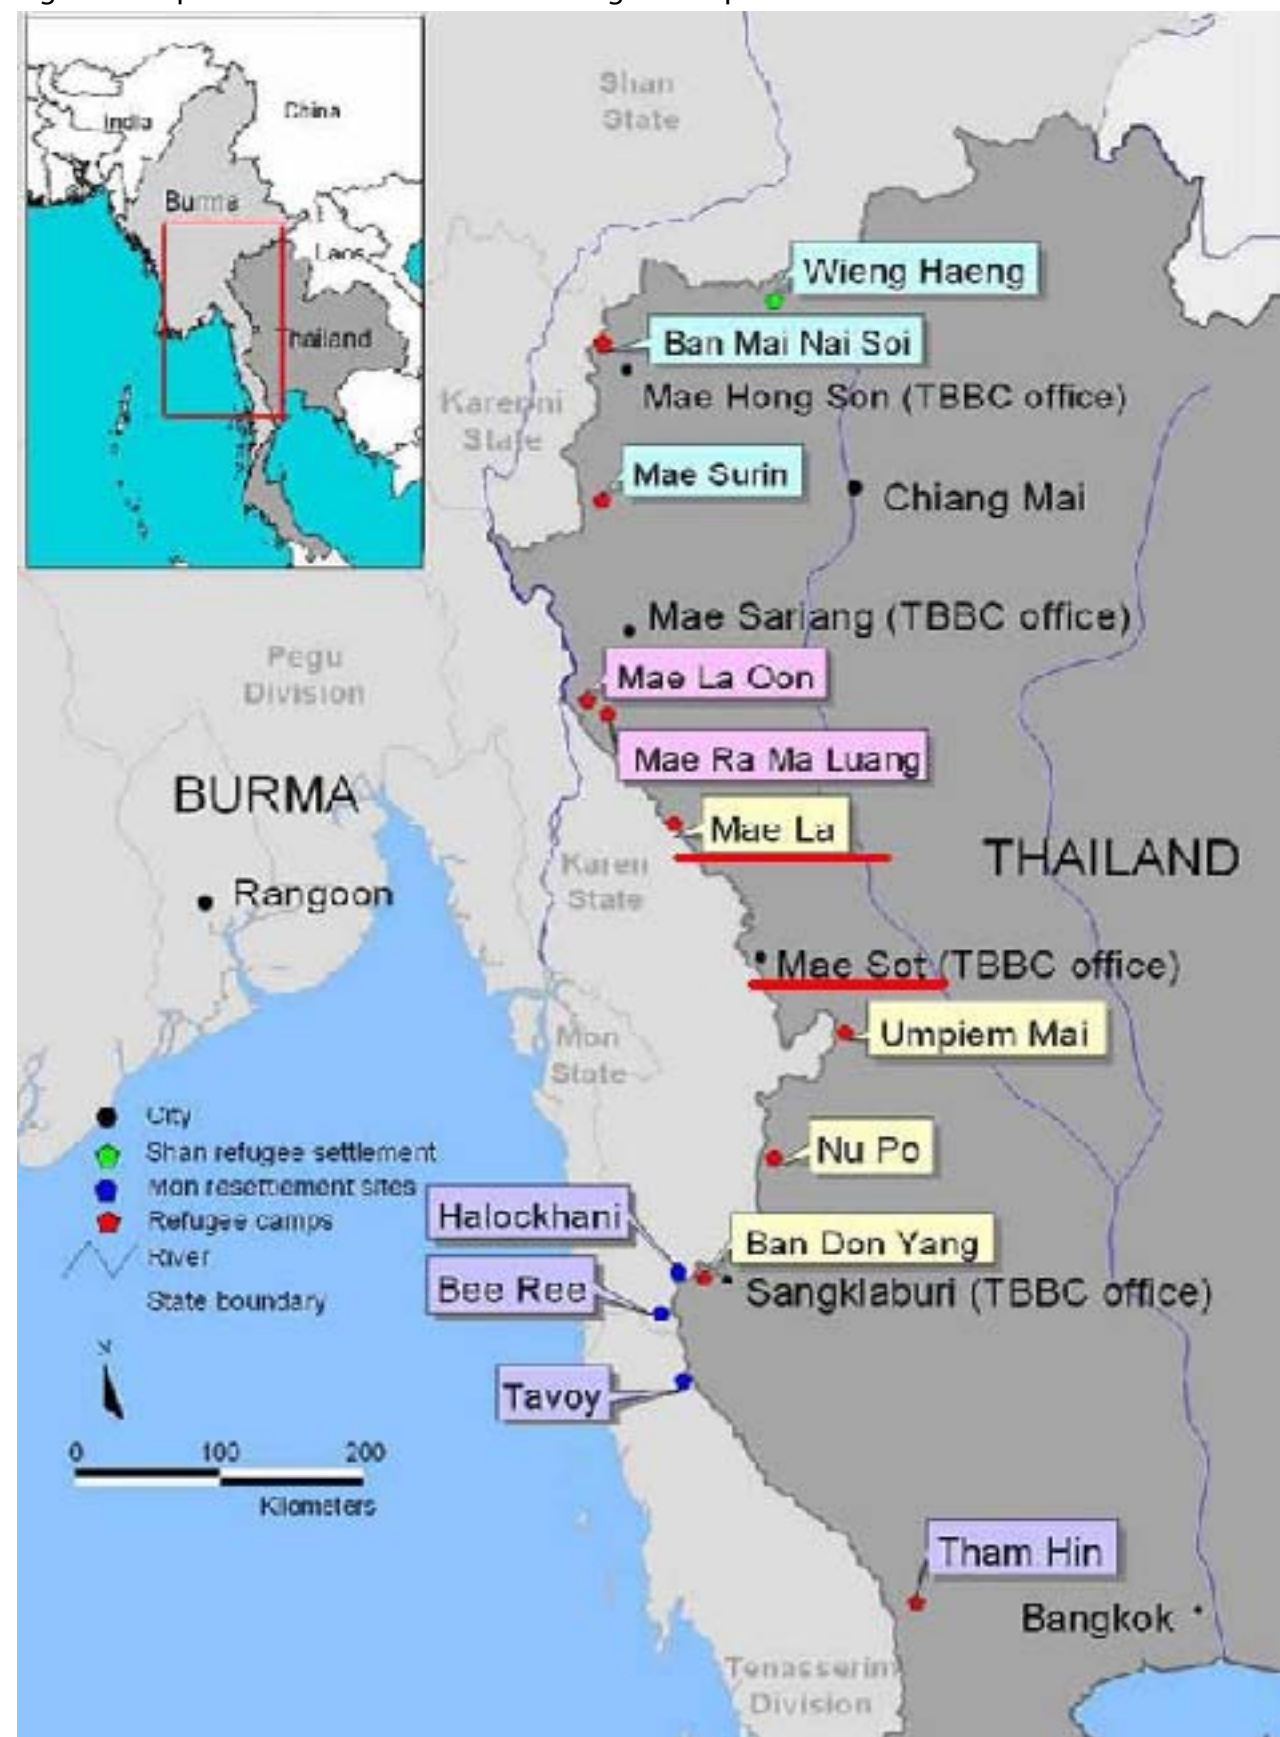 China
India
Burma
Laos
Thailand
Shan
State
Wieng Haeng
Ban Mai Nai Soi
Mae Hong Son (TBBC office)
Karenni
State
Mae Surin
Chiang Mai
Mae Sariang (TBBC office)
Pegu
Division
Mae La Oon
Mae Ra Ma Luang
BURMA
Mae La
THAILAND
Karen
State
Rangoon
Mae Sot (TBBC office)
Umpiem Mai
Mon
State
City
Shan refugee settlement
Mon resettlement sites
Refugee camps
River
State boundary
Nu Po
Halockhani
Ban Don Yang
Bee Ree
Sangklaburi (TBBC office)
Tavoy
N
0 100 200
Kilometers
Tham Hin
Bangkok
Tenasserim
Division